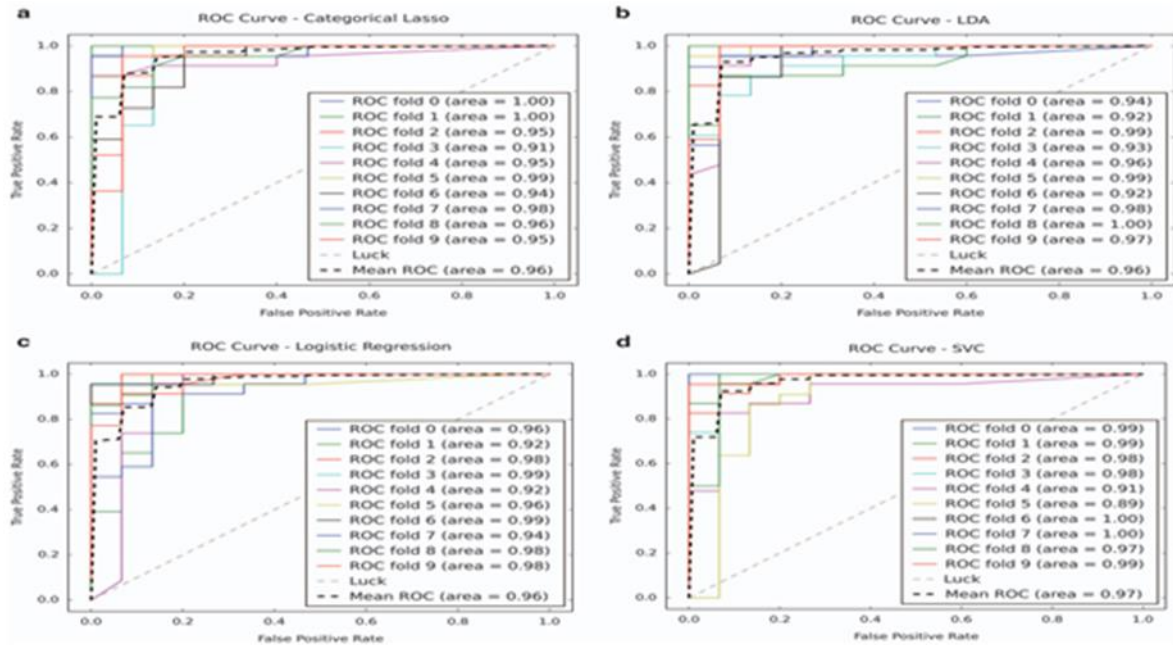 a
ROC Curve - Categorical Lasso
1.0
0.8
0.6
0.4
0.2
0.0
True Positive Rate
ROC fold 0 (area = 1.00)
ROC fold 1 (area = 1.00)
ROC fold 2 (area = 0.95)
ROC fold 3 (area = 0.91)
ROC fold 4 (area = 0.95)
ROC fold 5 (area = 0.99)
ROC fold 6 (area = 0.94)
ROC fold 7 (area = 0.98)
ROC fold 8 (area = 0.96)
ROC fold 9 (area = 0.95)
Luck
Mean ROC (area = 0.96)
0.0 0.2 0.4 0.6 0.8 1.0
False Positive Rate
b
ROC Curve - LDA
1.0
0.8
0.6
0.4
0.2
0.0
True Positive Rate
ROC fold 0 (area = 0.94)
ROC fold 1 (area = 0.92)
ROC fold 2 (area = 0.99)
ROC fold 3 (area = 0.93)
ROC fold 4 (area = 0.96)
ROC fold 5 (area = 0.99)
ROC fold 6 (area = 0.92)
ROC fold 7 (area = 0.98)
ROC fold 8 (area = 1.00)
ROC fold 9 (area = 0.97)
Luck
Mean ROC (area = 0.96)
0.0 0.2 0.4 0.6 0.8 1.0
False Positive Rate
c
ROC Curve - Logistic Regression
1.0
0.8
0.6
0.4
0.2
0.0
True Positive Rate
ROC fold 0 (area = 0.96)
ROC fold 1 (area = 0.92)
ROC fold 2 (area = 0.98)
ROC fold 3 (area = 0.99)
ROC fold 4 (area = 0.92)
ROC fold 5 (area = 0.96)
ROC fold 6 (area = 0.99)
ROC fold 7 (area = 0.94)
ROC fold 8 (area = 0.98)
ROC fold 9 (area = 0.98)
Luck
Mean ROC (area = 0.96)
0.0 0.2 0.4 0.6 0.8 1.0
False Positive Rate
d
ROC Curve - SVC
1.0
0.8
0.6
0.4
0.2
0.0
True Positive Rate
ROC fold 0 (area = 0.99)
ROC fold 1 (area = 0.99)
ROC fold 2 (area = 0.98)
ROC fold 3 (area = 0.98)
ROC fold 4 (area = 0.91)
ROC fold 5 (area = 0.89)
ROC fold 6 (area = 1.00)
ROC fold 7 (area = 1.00)
ROC fold 8 (area = 0.97)
ROC fold 9 (area = 0.99)
Luck
Mean ROC (area = 0.97)
0.0 0.2 0.4 0.6 0.8 1.0
False Positive Rate